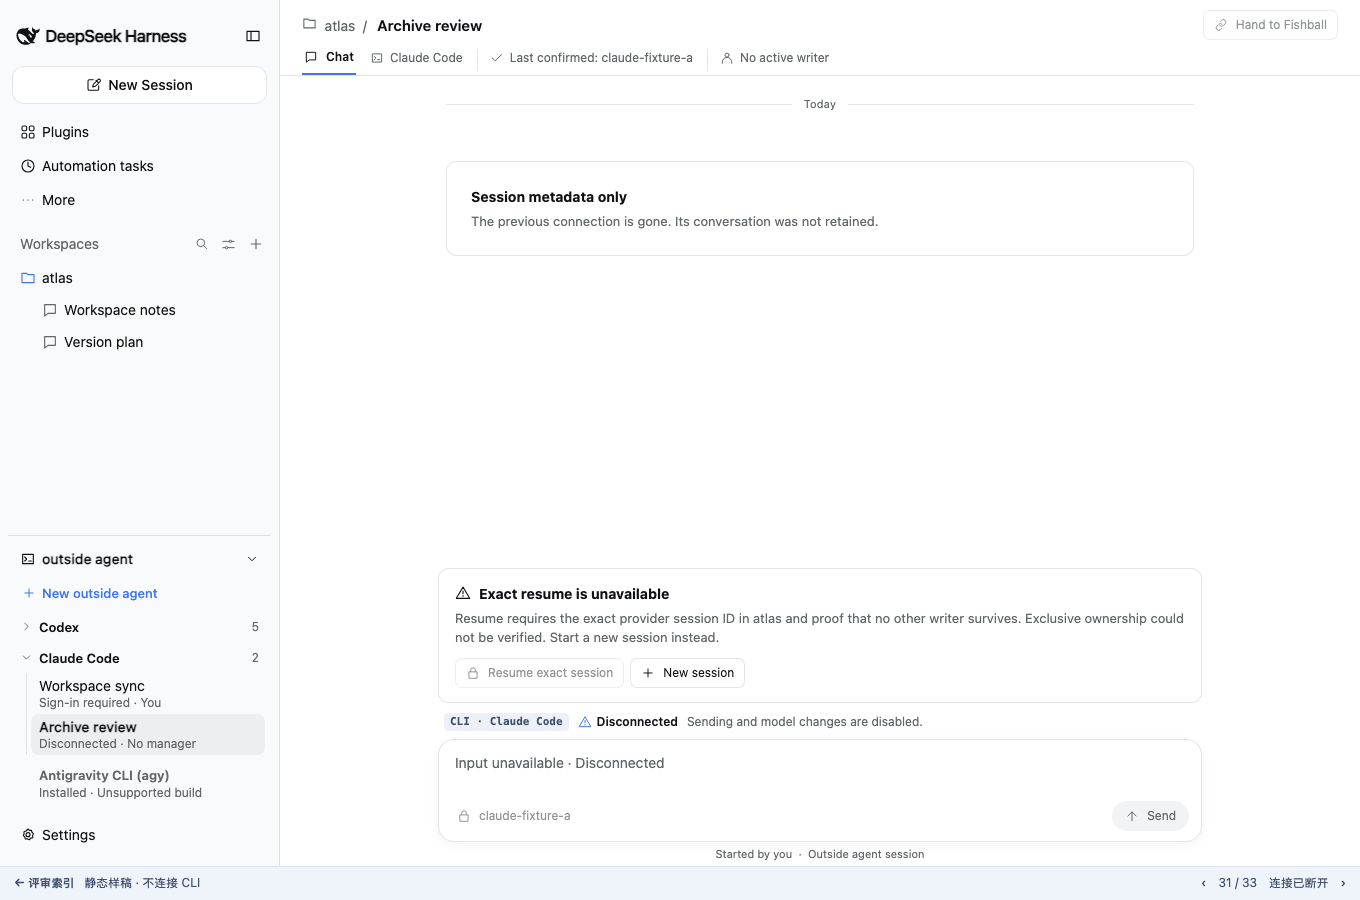 DeepSeek Harness
New Session
Plugins
Automation tasks
More
Workspaces
atlas
Workspace notes
Version plan
outside agent
New outside agent
Codex 5
Claude Code 2
Workspace sync
Sign-in required · You
Archive review
Disconnected · No manager
Antigravity CLI (agy)
Installed · Unsupported build
Settings
atlas / Archive review
Hand to Fishball
Chat Claude Code Last confirmed: claude-fixture-a No active writer
Today
Session metadata only
The previous connection is gone. Its conversation was not retained.
Exact resume is unavailable
Resume requires the exact provider session ID in atlas and proof that no other writer survives. Exclusive ownership could
not be verified. Start a new session instead.
Resume exact session New session
CLI · Claude Code Disconnected Sending and model changes are disabled.
Input unavailable · Disconnected
claude-fixture-a Send
Started by you · Outside agent session
← 评审索引 静态样稿 · 不连接 CLI ‹ 31 / 33 连接已断开 ›